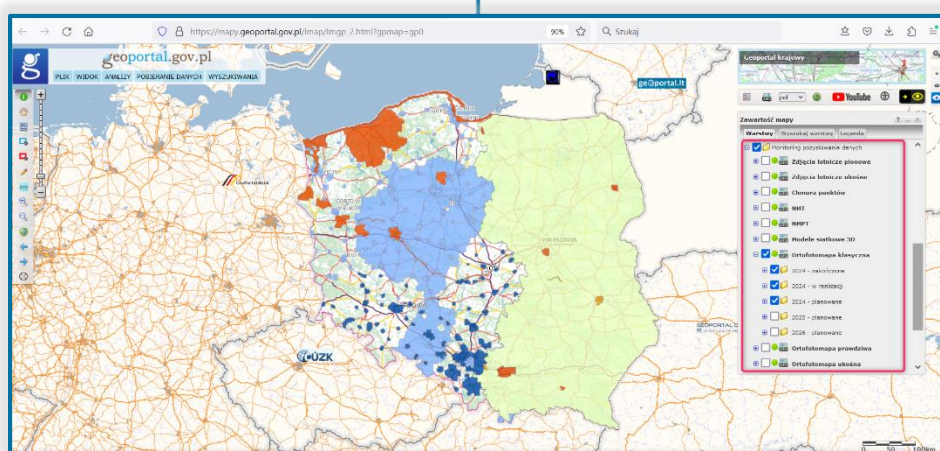 https://mapy.geoportal.gov.pl/imap/Imgp_2.html?gpmap=gp0
90%
Szukaj
geoportal.gov.pl
PLIK WIDOK ANALIZY POBIERANIE DANYCH WYSZUKIWANIA
geoportal.lt
Geoportal krajowy
YouTube
Zawartość mapy
Warstwy Wyszukaj warstwę Legenda
Monitoring pozyskiwania danych
Zdjęcia lotnicze pionowe
Zdjęcia lotnicze ukośne
Chmura punktów
NMT
NMPT
Modele siatkowe 3D
Ortofotomapa klasyczna
2024 - zakończone
2024 - w realizacji
2024 - planowane
2025 - planowane
2026 - planowane
Ortofotomapa prawdziwa
Ortofotomapa ukośna
ČÚZK
0 50 100km